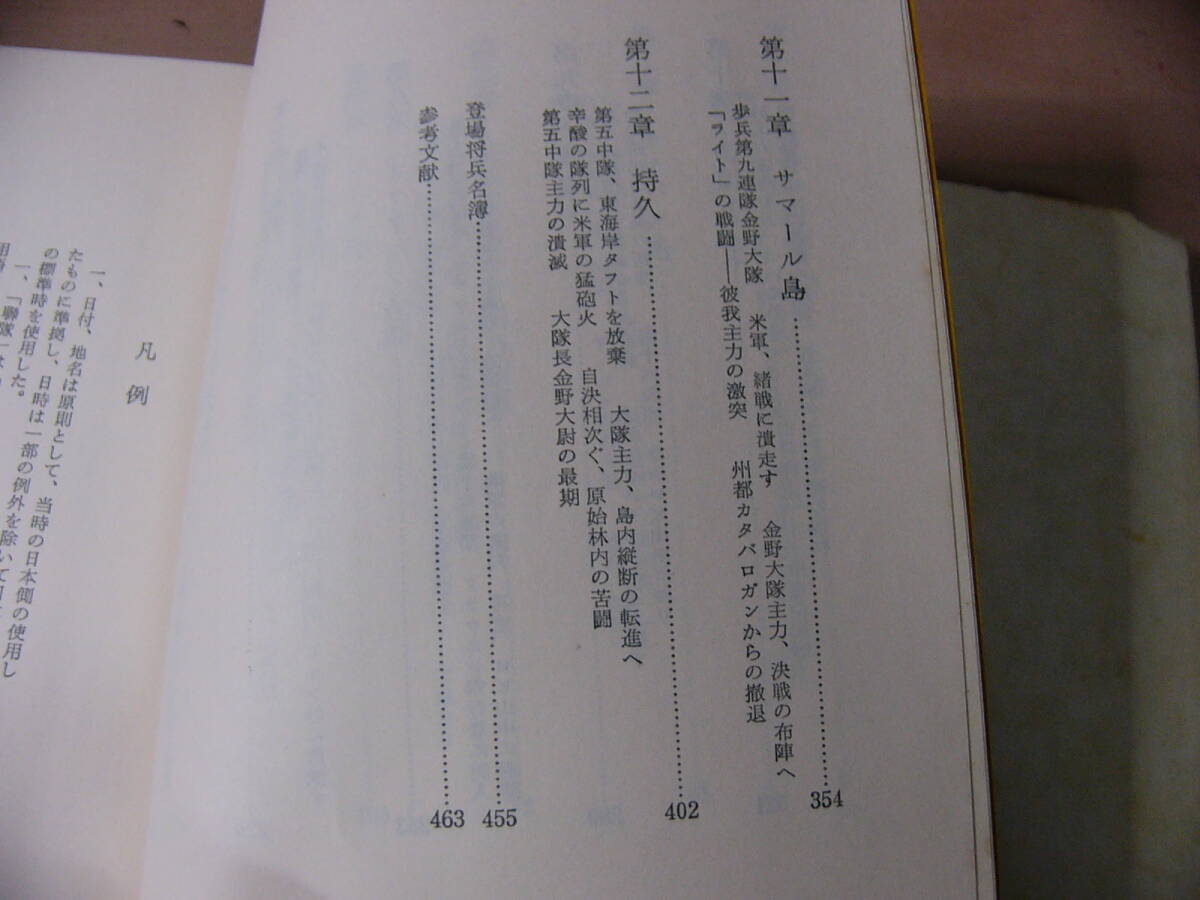 第十一章　サマール島……………354
歩兵第九連隊金野大隊　米軍、緒戦に潰走す　金野大隊主力、決戦の布陣へ
「ライト」の戦闘――彼我主力の激突　州都カタバロガンからの撤退
第十二章　持久……………402
第五中隊、東海岸タフトを放棄　大隊主力、島内縦断の転進へ
辛酸の隊列に米軍の猛砲火　自決相次ぐ、原始林内の苦闘
第五中隊主力の潰滅　大隊長金野大尉の最期
登場将兵名簿……………455
参考文献……………463
凡例
一、日付、地名は原則として、当時の日本側の使用し
たものに準拠し、日時は一部の例外を除いて日本
の標準時を使用した。
一、「聯隊」は